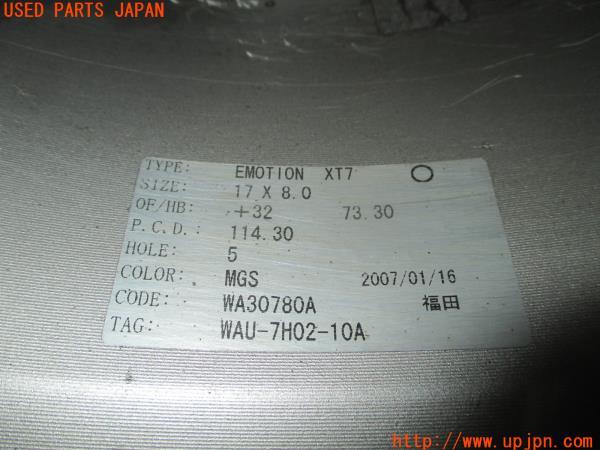 USED PARTS JAPAN
TYPE: EMOTION XT7 O
SIZE: 17 X 8.0
OF/HB: +32 73.30
P.C.D.: 114.30
HOLE: 5
COLOR: MGS 2007/01/16
CODE: WA30780A 福田
TAG: WAU-7H02-10A
http://www.upjpn.com/